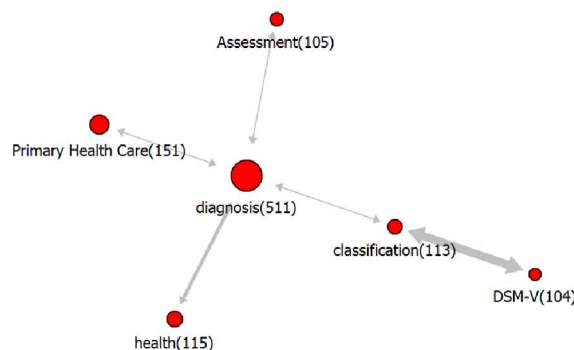 Assessment(105)
Primary Health Care(151)
diagnosis(511)
classification(113)
DSM-V(104)
health(115)